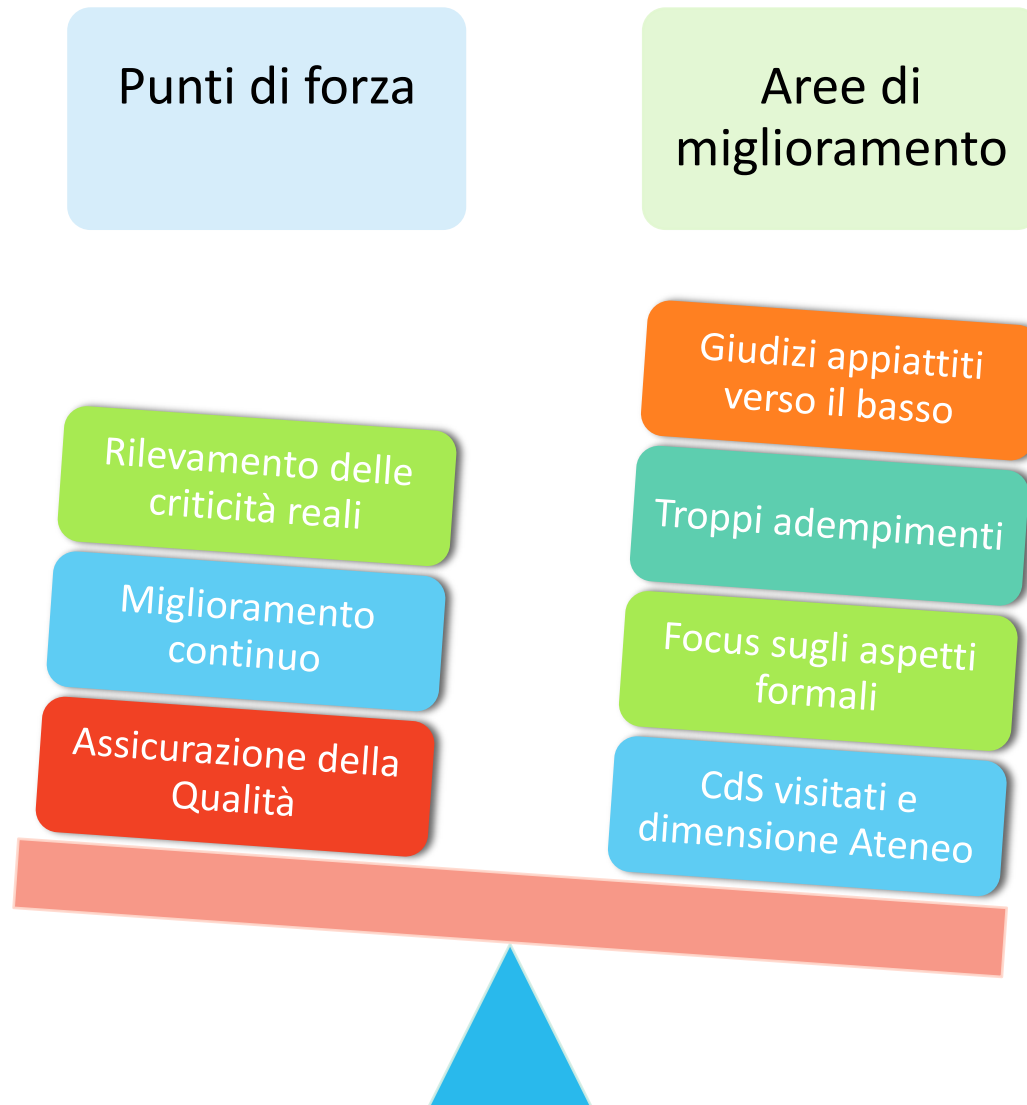 Punti di forza
Aree di
miglioramento
Rilevamento delle
criticità reali
Miglioramento
continuo
Assicurazione della
Qualità
Giudizi appiattiti
verso il basso
Troppi adempimenti
Focus sugli aspetti
formali
CdS visitati e
dimensione Ateneo